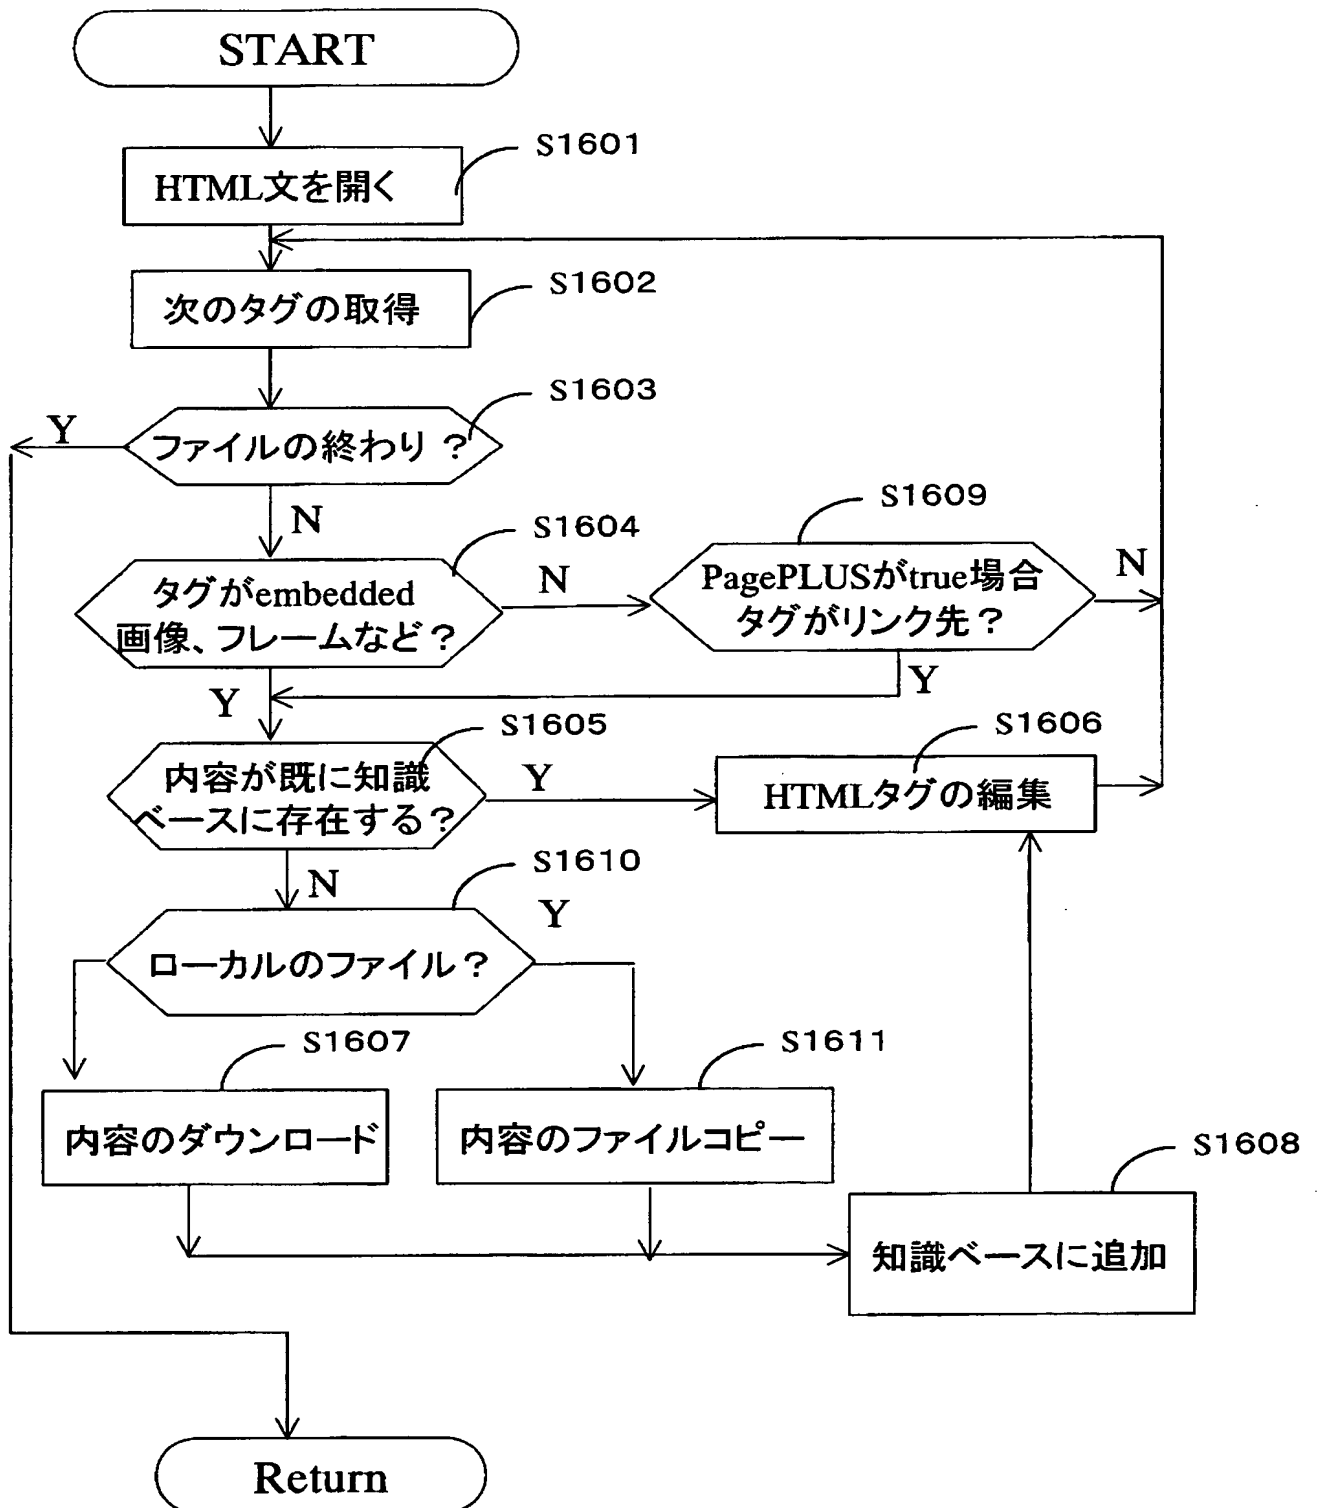 START
S1601
HTML文を開く
S1602
次のタグの取得
S1603
Y
ファイルの終わり？
N
S1604
S1609
タグがembedded
画像、フレームなど？
N
PagePLUSがtrue場合
タグがリンク先？
N
Y
Y
S1605
S1606
内容が既に知識
ベースに存在する？
Y
HTMLタグの編集
N
S1610
Y
ローカルのファイル？
S1607
S1611
内容のダウンロード
内容のファイルコピー
S1608
知識ベースに追加
Return